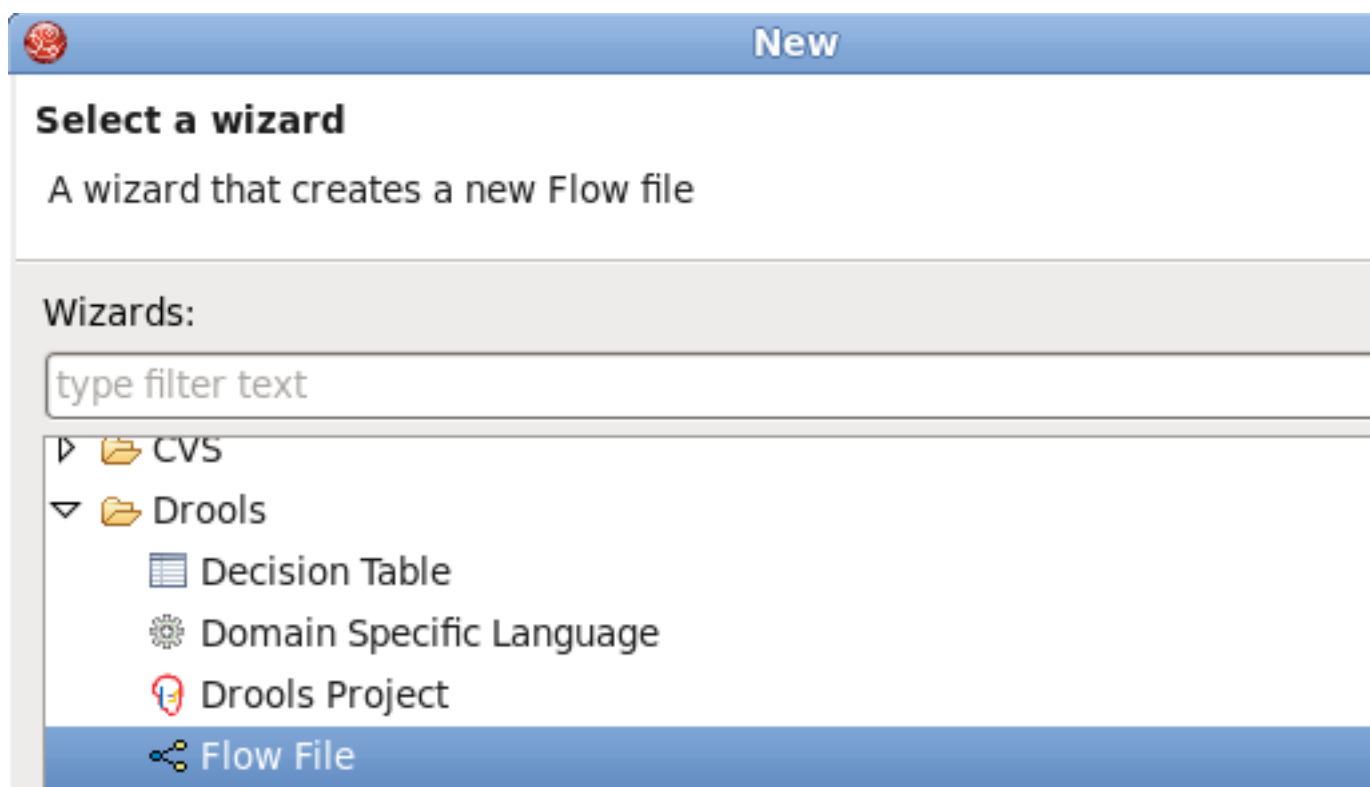 New
Select a wizard
A wizard that creates a new Flow file
Wizards:
type filter text
CVS
Drools
Decision Table
Domain Specific Language
Drools Project
Flow File